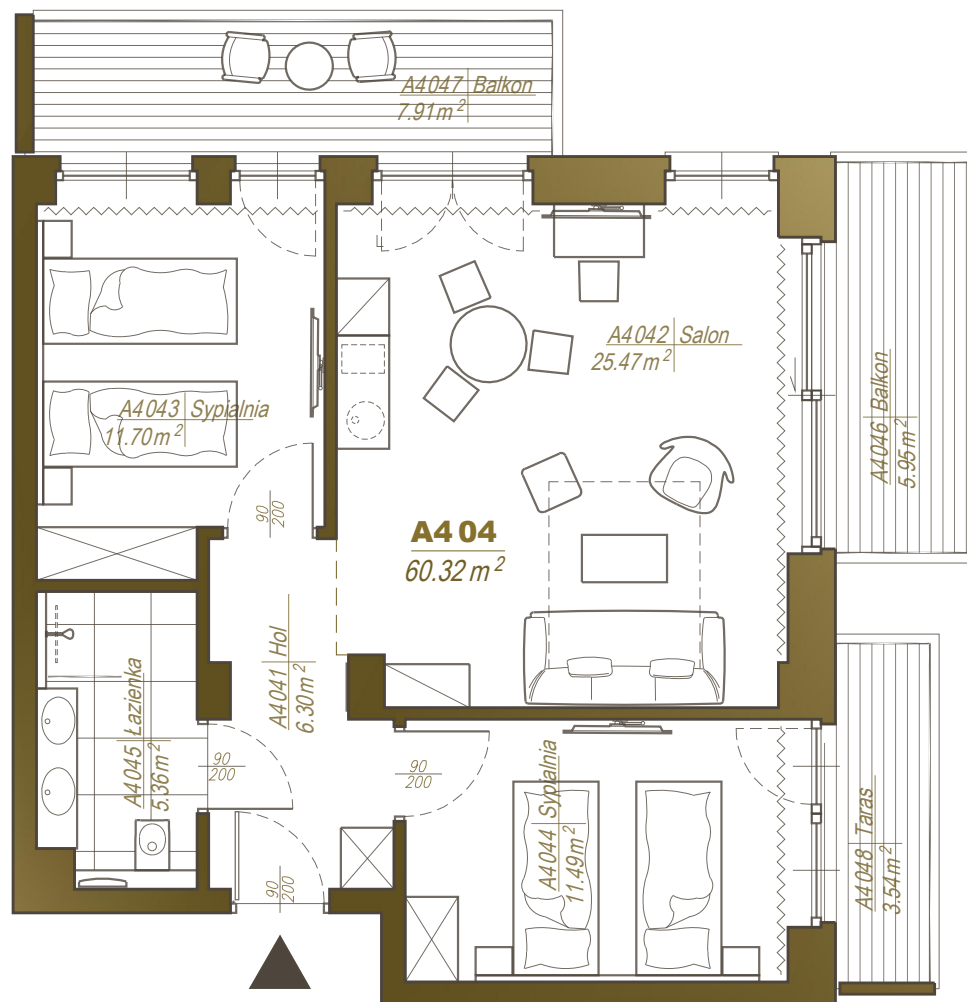 A4047 Balkon
7.91m²
A4042 Salon
25.47m²
A4043 Sypialnia
11.70m²
A4046 Balkon
5.95m²
90
200
A4 04
60.32 m²
A4041 Hol
6.30m²
A4045 Łazienka
5.36m²
90
200
90
200
A4044 Sypialnia
11.49m²
A4048 Taras
3.54m²
90
200